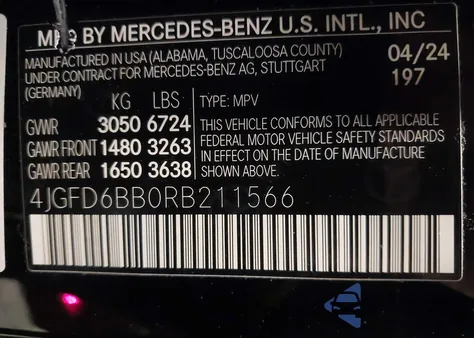 MFG BY MERCEDES-BENZ U.S. INTL., INC
MANUFACTURED IN USA (ALABAMA, TUSCALOOSA COUNTY) 04/24
UNDER CONTRACT FOR MERCEDES-BENZ AG, STUTTGART 197
(GERMANY)
KG LBS TYPE: MPV
GVWR 3050 6724 THIS VEHICLE CONFORMS TO ALL APPLICABLE
GAWR FRONT 1480 3263 FEDERAL MOTOR VEHICLE SAFETY STANDARDS
GAWR REAR 1650 3638 IN EFFECT ON THE DATE OF MANUFACTURE
SHOWN ABOVE.
4JGFD6BB0RB211566